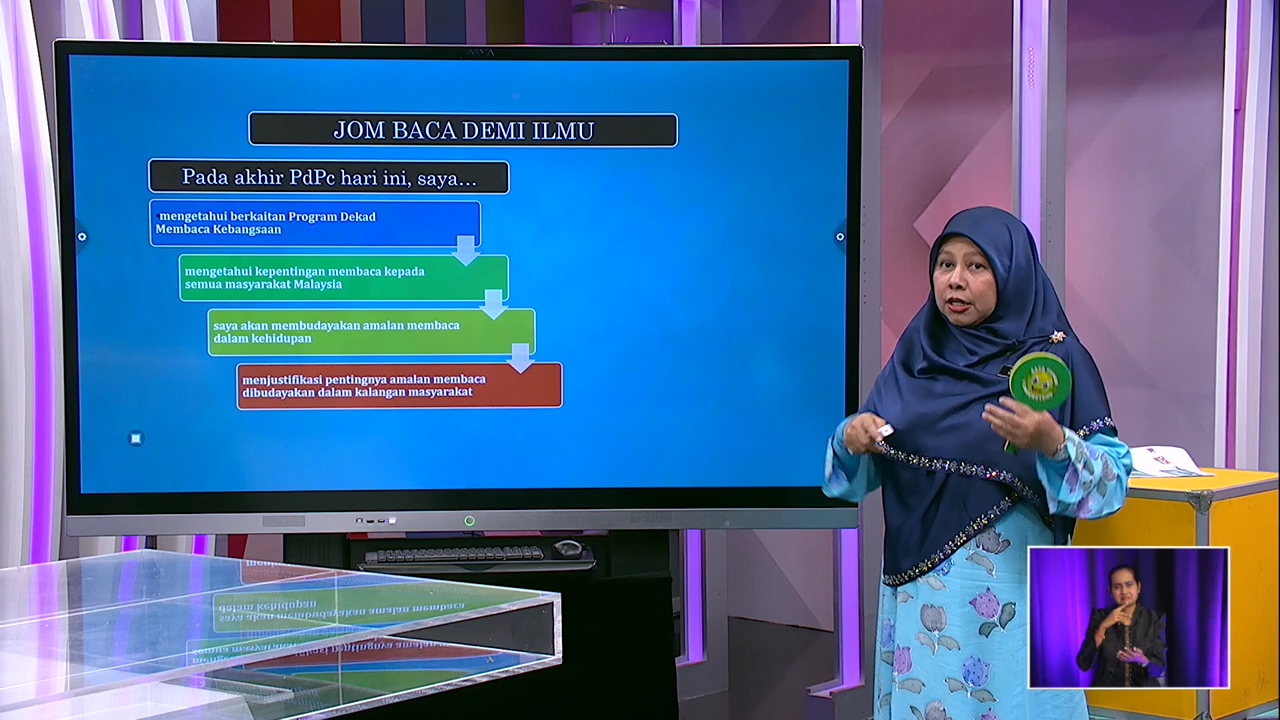 JOM BACA DEMI ILMU
Pada akhir PdPc hari ini, saya...
•mengetahui berkaitan Program Dekad
Membaca Kebangsaan
mengetahui kepentingan membaca kepada
semua masyarakat Malaysia
saya akan membudayakan amalan membaca
dalam kehidupan
menjustifikasi pentingnya amalan membaca
dibudayakan dalam kalangan masyarakat